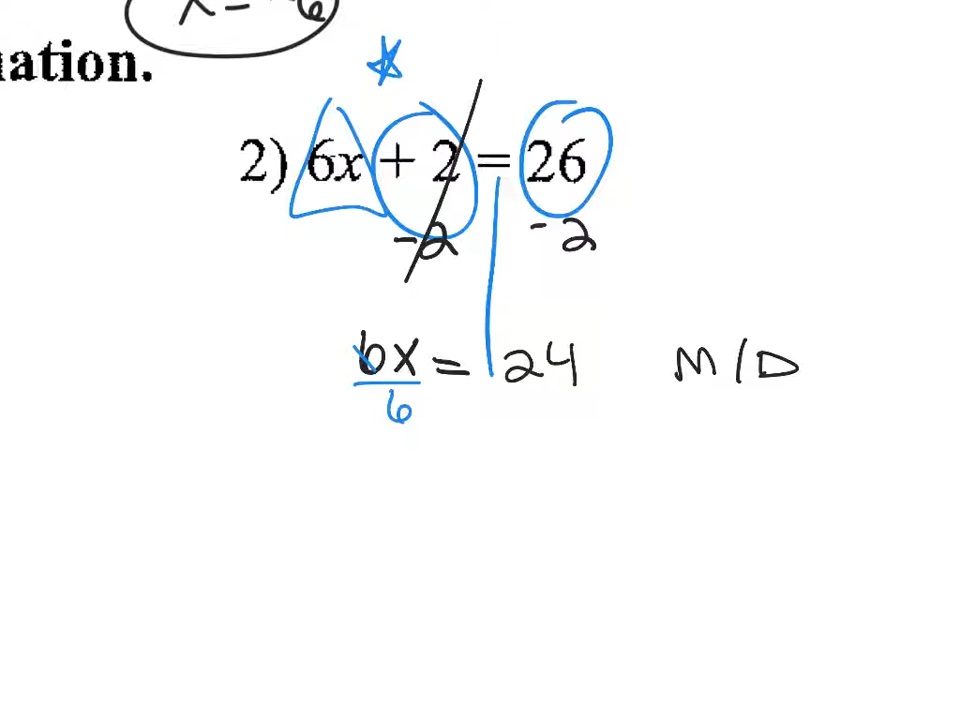 x =
ation.
2) 6x + 2 = 26
-2 -2
6x = 24 M/D
6